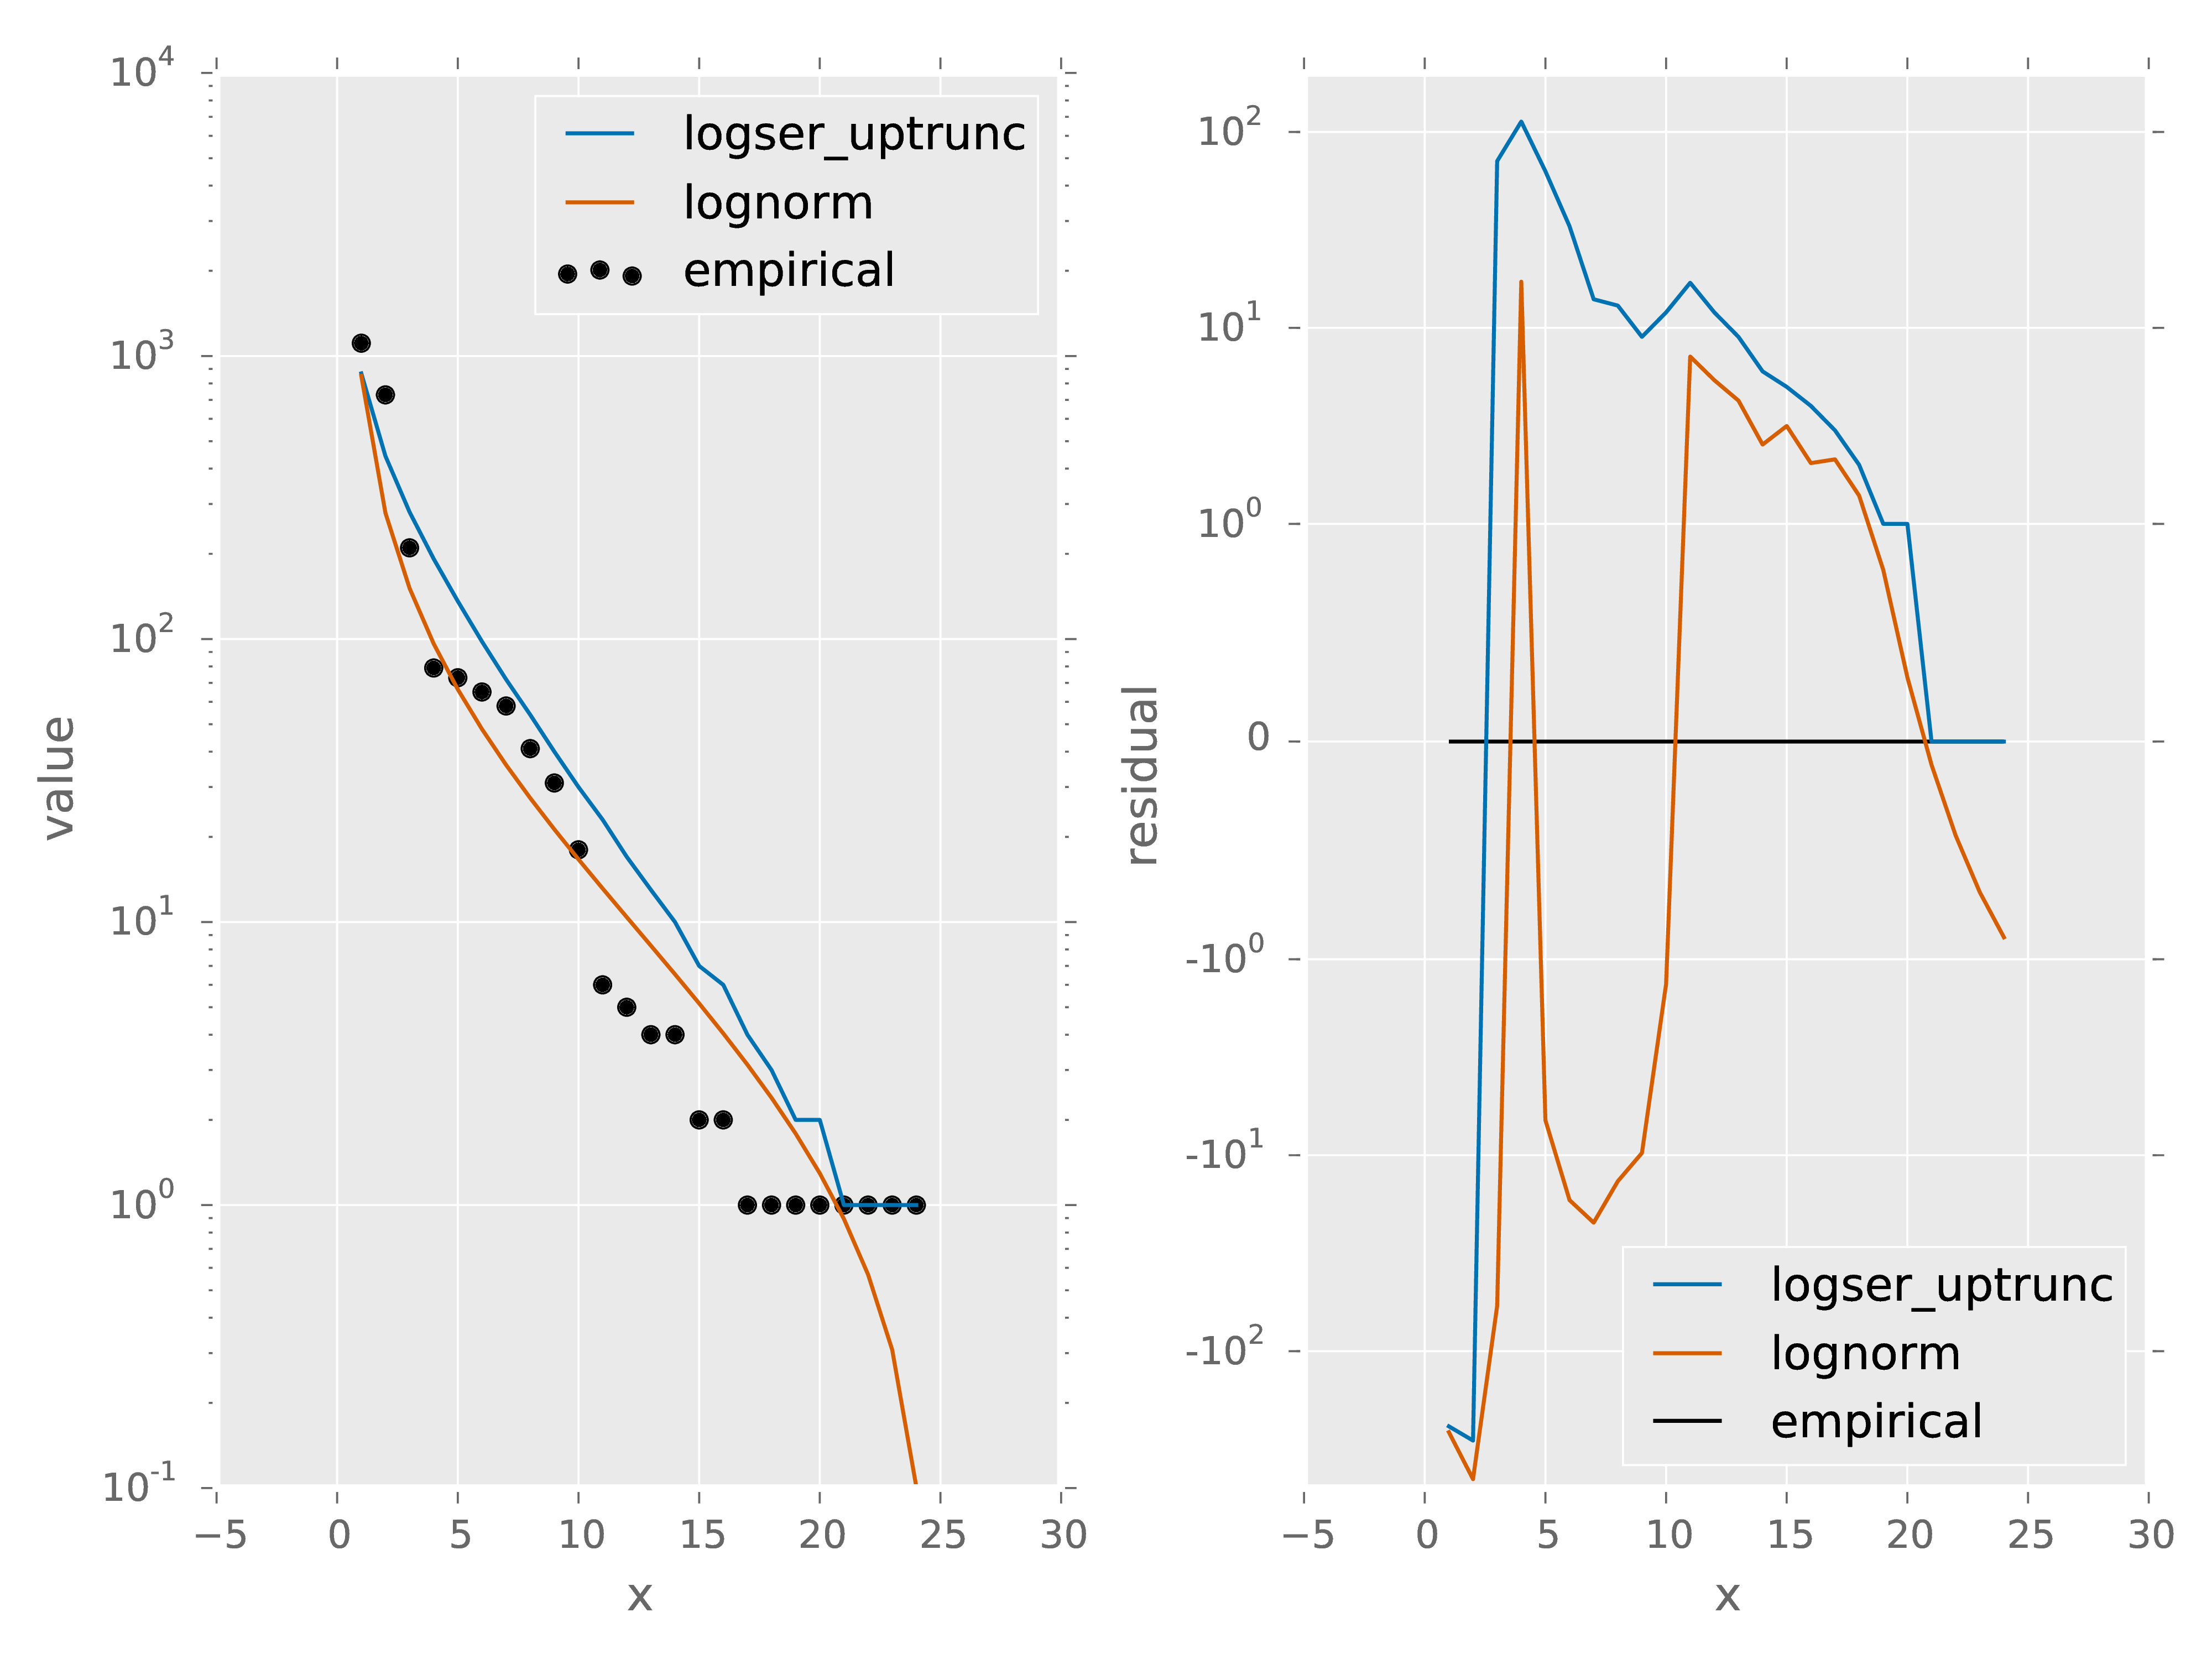 10^4
10^3
10^2
10^1
10^0
10^-1
value
logser_uptrunc
lognorm
empirical
−5 0 5 10 15 20 25 30
x
10^2
10^1
10^0
0
-10^0
-10^1
-10^2
residual
logser_uptrunc
lognorm
empirical
−5 0 5 10 15 20 25 30
x